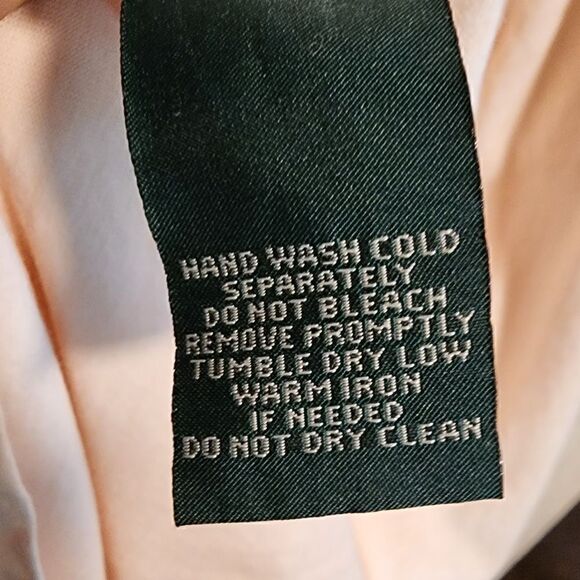 HAND WASH COLD
SEPARATELY
DO NOT BLEACH
REMOVE PROMPTLY
TUMBLE DRY LOW
WARM IRON
IF NEEDED
DO NOT DRY CLEAN